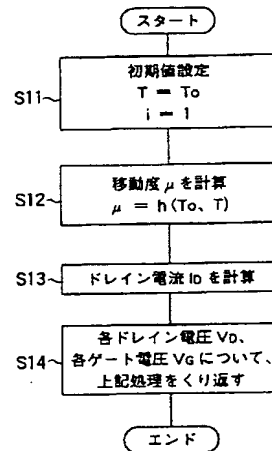 スタート
初期値設定
T = To
i = 1
S11
移動度 μ を計算
μ = h(To、T)
S12
S13
ドレイン電流 ID を計算
各ドレイン電圧 VD、
各ゲート電圧 VG について、
上記処理をくり返す
S14
エンド